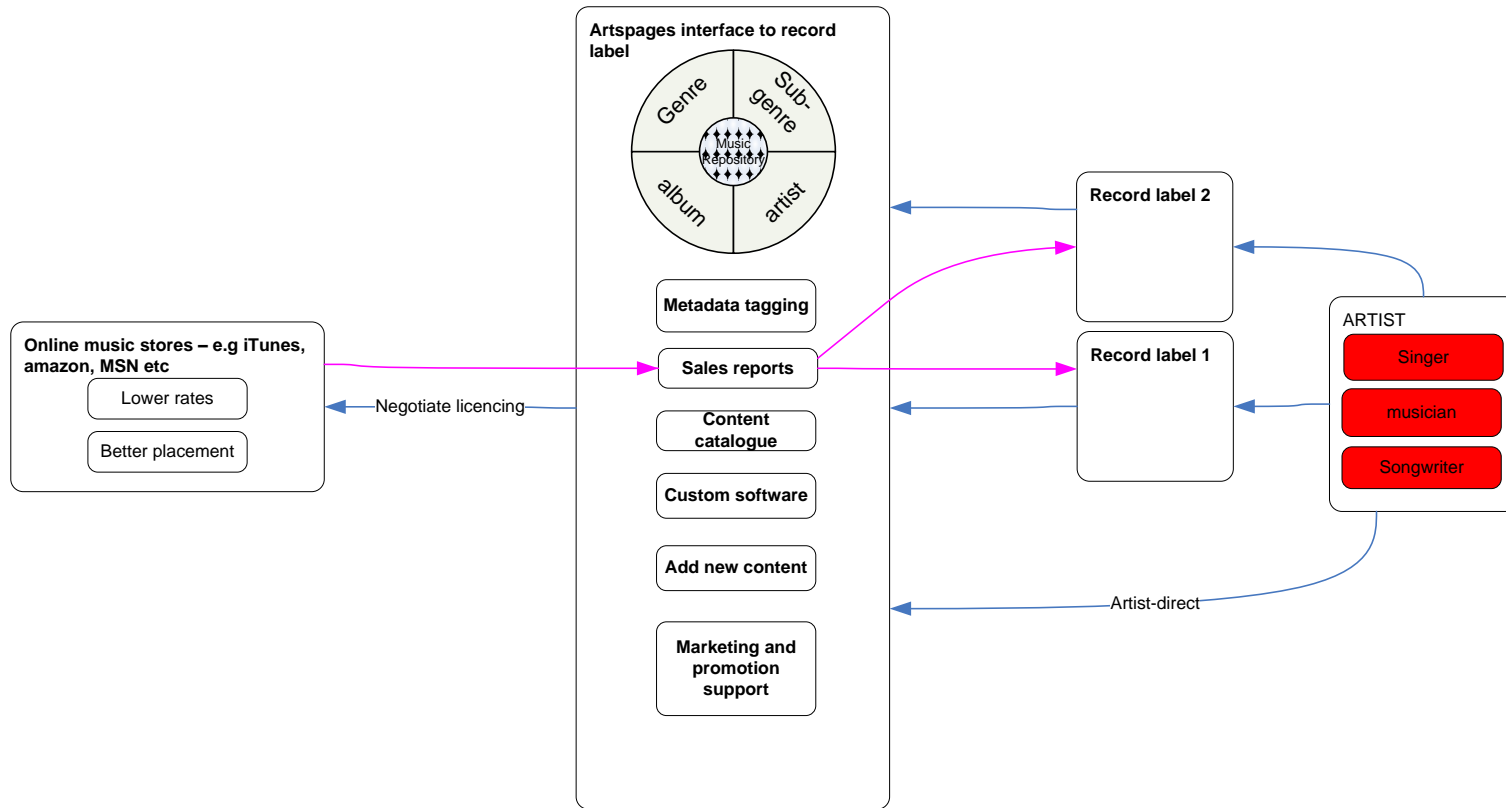 Artspages interface to record
label
Genre
Sub-
genre
Music
Repository
album
artist
Metadada tagging
Sales reports
Content
catalogue
Custom software
Add new content
Marketing and
promotion
support
Online music stores – e.g iTunes,
amazon, MSN etc
Lower rates
Better placement
Negotiate licencing
Record label 2
Record label 1
ARTIST
Singer
musician
Songwriter
Artist-direct